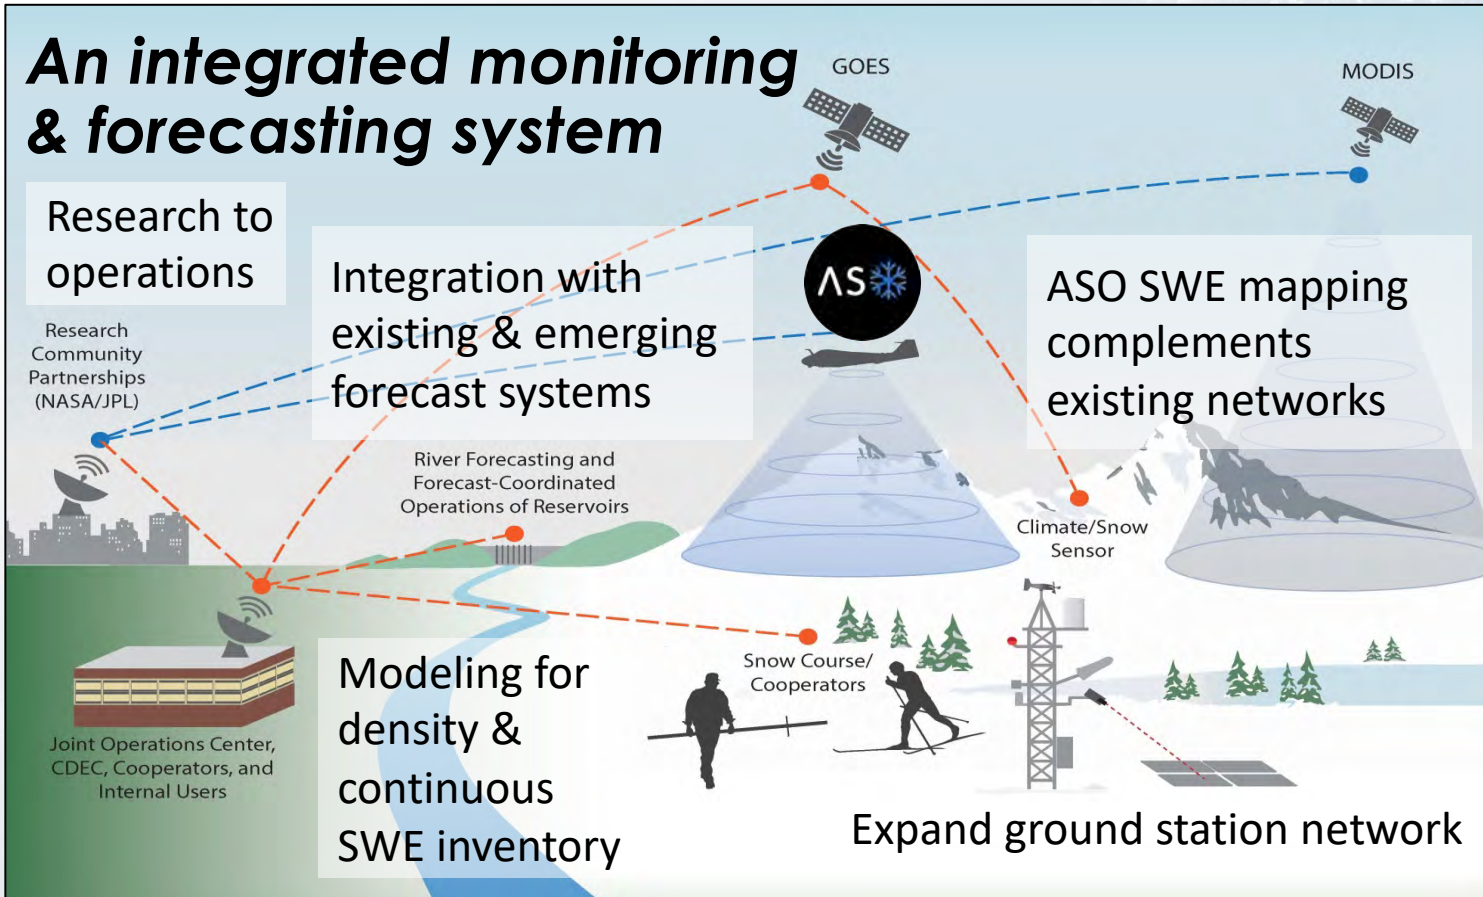 An integrated monitoring
& forecasting system
GOES
MODIS
Research to
operations
Integration with
existing & emerging
forecast systems
ASO
ASO SWE mapping
complements
existing networks
Research
Community
Partnerships
(NASA/JPL)
River Forecasting and
Forecast-Coordinated
Operations of Reservoirs
Climate/Snow
Sensor
Snow Course/
Cooperators
Joint Operations Center,
CDEC, Cooperators, and
Internal Users
Modeling for
density &
continuous
SWE inventory
Expand ground station network